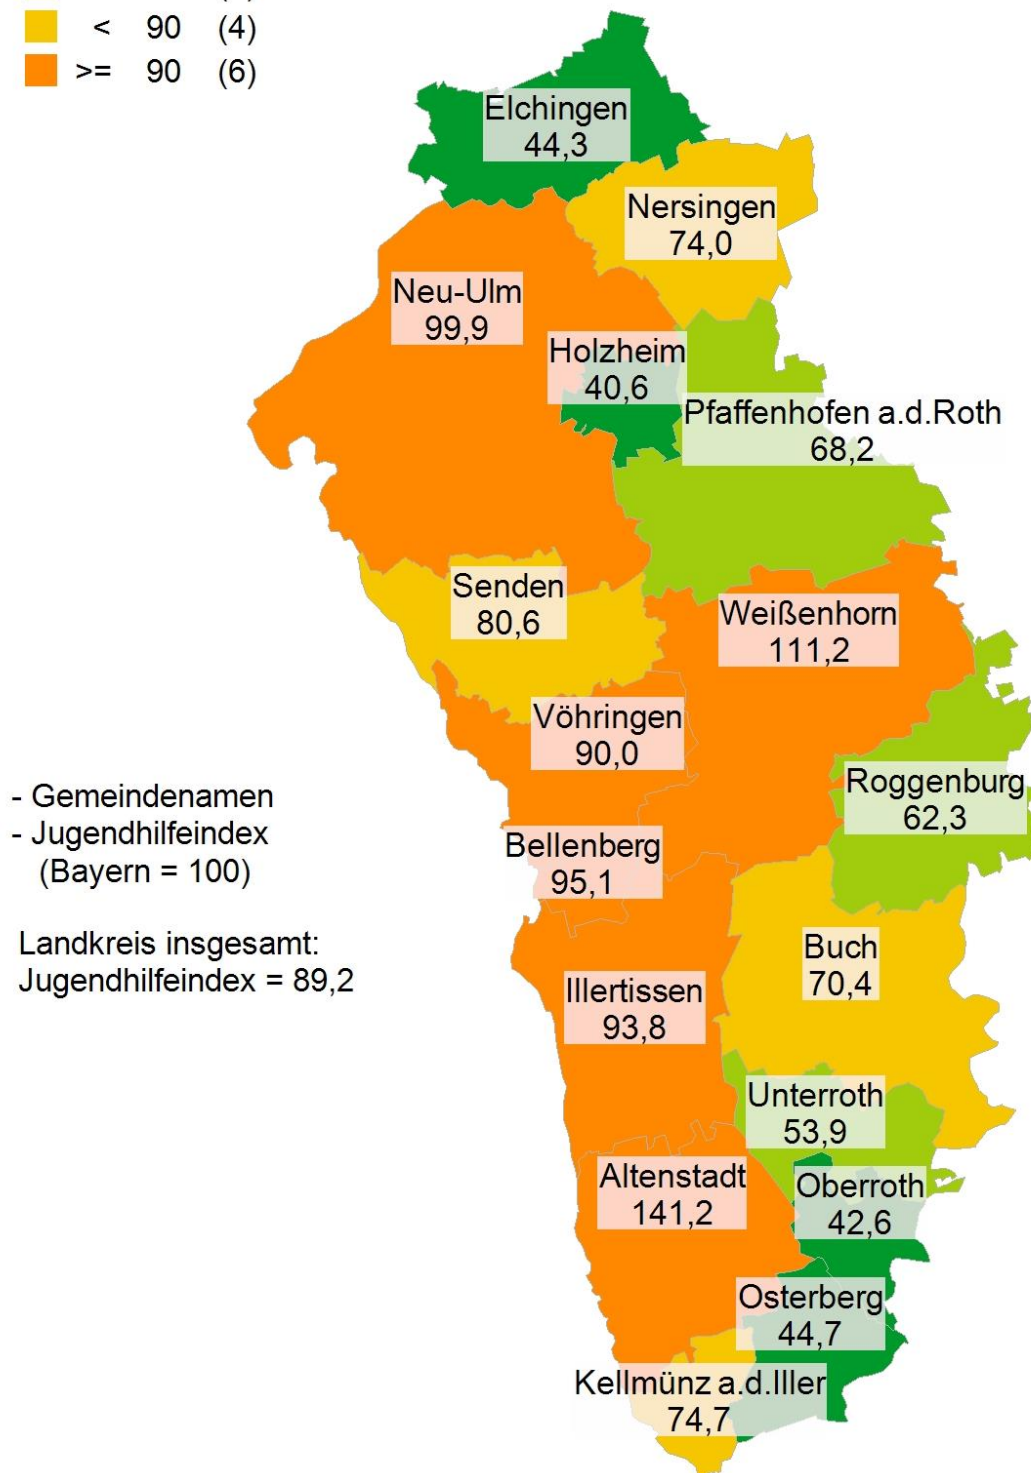 < 90 (4)
>= 90 (6)
Elchingen
44,3
Nersingen
74,0
Neu-Ulm
99,9
Holzheim
40,6
Pfaffenhofen a.d.Roth
68,2
Senden
80,6
Weißenhorn
111,2
Vöhringen
90,0
Roggenburg
62,3
- Gemeindenamen
- Jugendhilfeindex
(Bayern = 100)
Bellenberg
95,1
Landkreis insgesamt:
Jugendhilfeindex = 89,2
Buch
70,4
Illertissen
93,8
Unterroth
53,9
Altenstadt
141,2
Oberroth
42,6
Osterberg
44,7
Kellmünz a.d.Iller
74,7